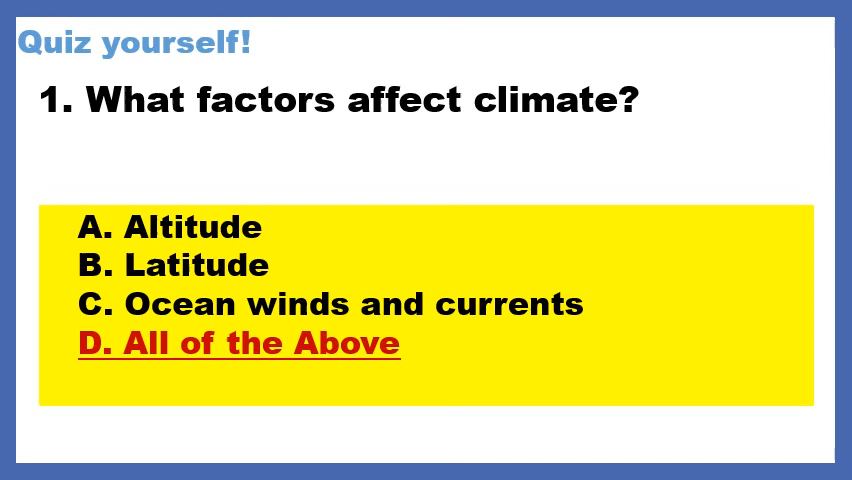 Quiz yourself!
1. What factors affect climate?
A. Altitude
B. Latitude
C. Ocean winds and currents
D. All of the Above